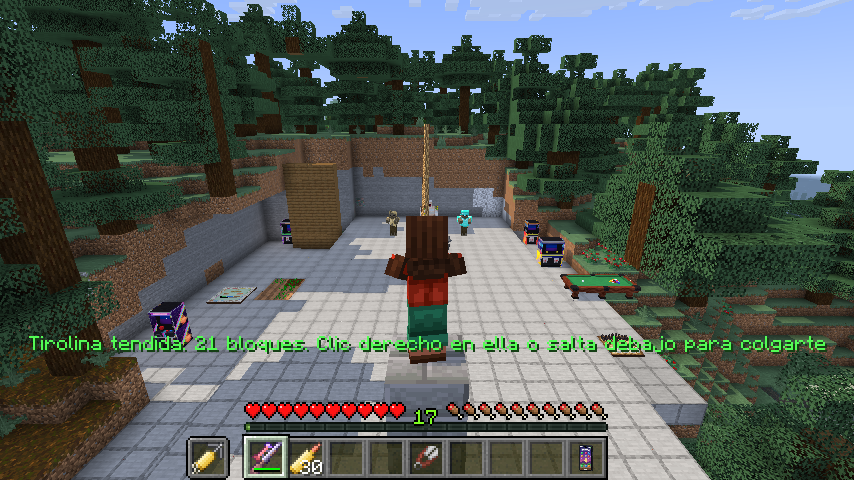 Tirolina tendida: 21 bloques. Clic derecho en ella o salta debajo para colgarte
17
30